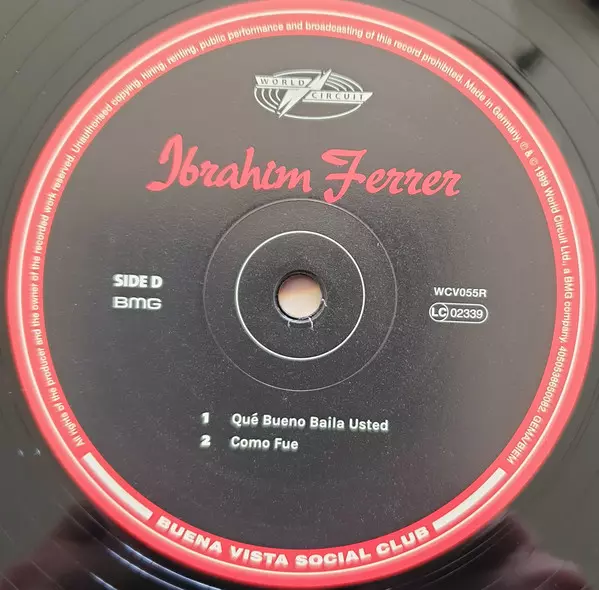 WORLD
CIRCUIT
Ibrahim Ferrer
SIDE D
BMG
WCV055R
LC 02339
1 Qué Bueno Baila Usted
2 Como Fue
BUENA VISTA SOCIAL CLUB
All rights of the producer and the owner of the recorded work reserved. Unauthorised copying, hiring, renting, public performance and broadcasting of this record prohibited. Made in Germany. ℗ & © 1999 World Circuit Ltd., a BMG company. 4050538650082. GEMA/BIEM